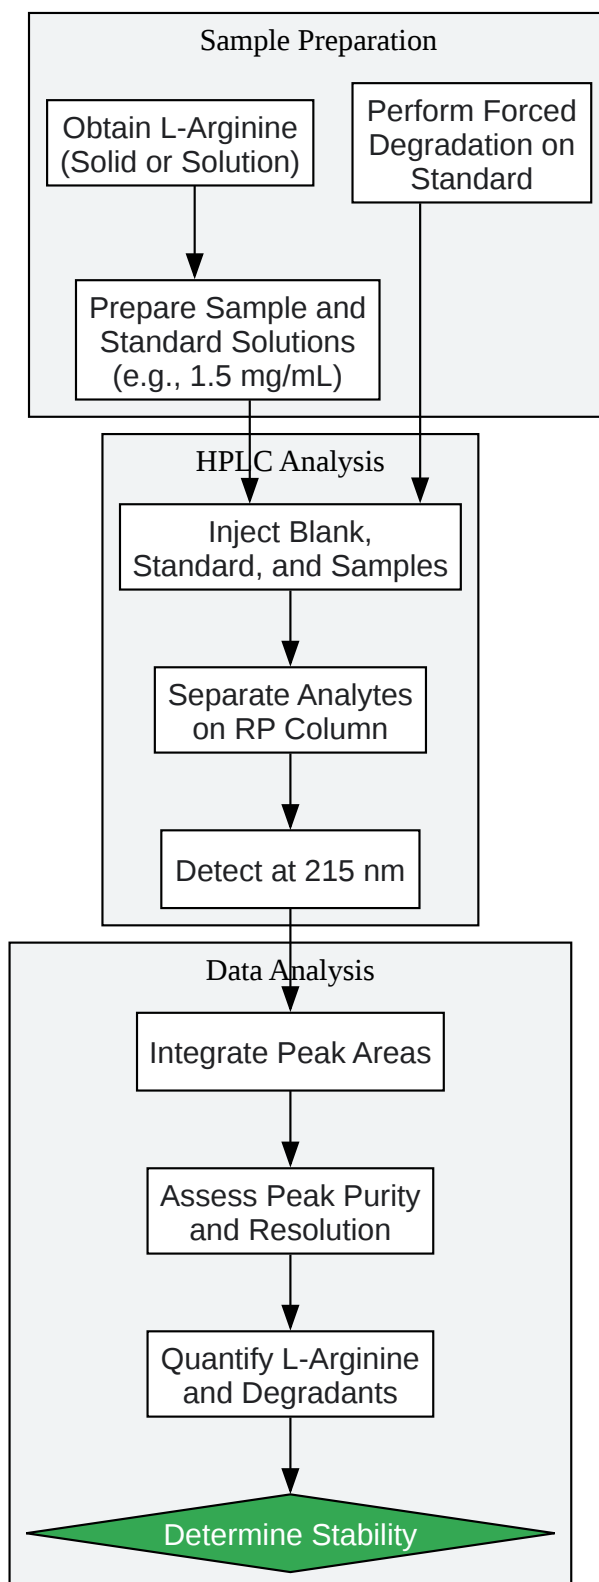 Sample Preparation
Obtain L-Arginine
(Solid or Solution)
Perform Forced
Degradation on
Standard
Prepare Sample and
Standard Solutions
(e.g., 1.5 mg/mL)
HPLC Analysis
Inject Blank,
Standard, and Samples
Separate Analytes
on RP Column
Detect at 215 nm
Data Analysis
Integrate Peak Areas
Assess Peak Purity
and Resolution
Quantify L-Arginine
and Degradants
Determine Stability